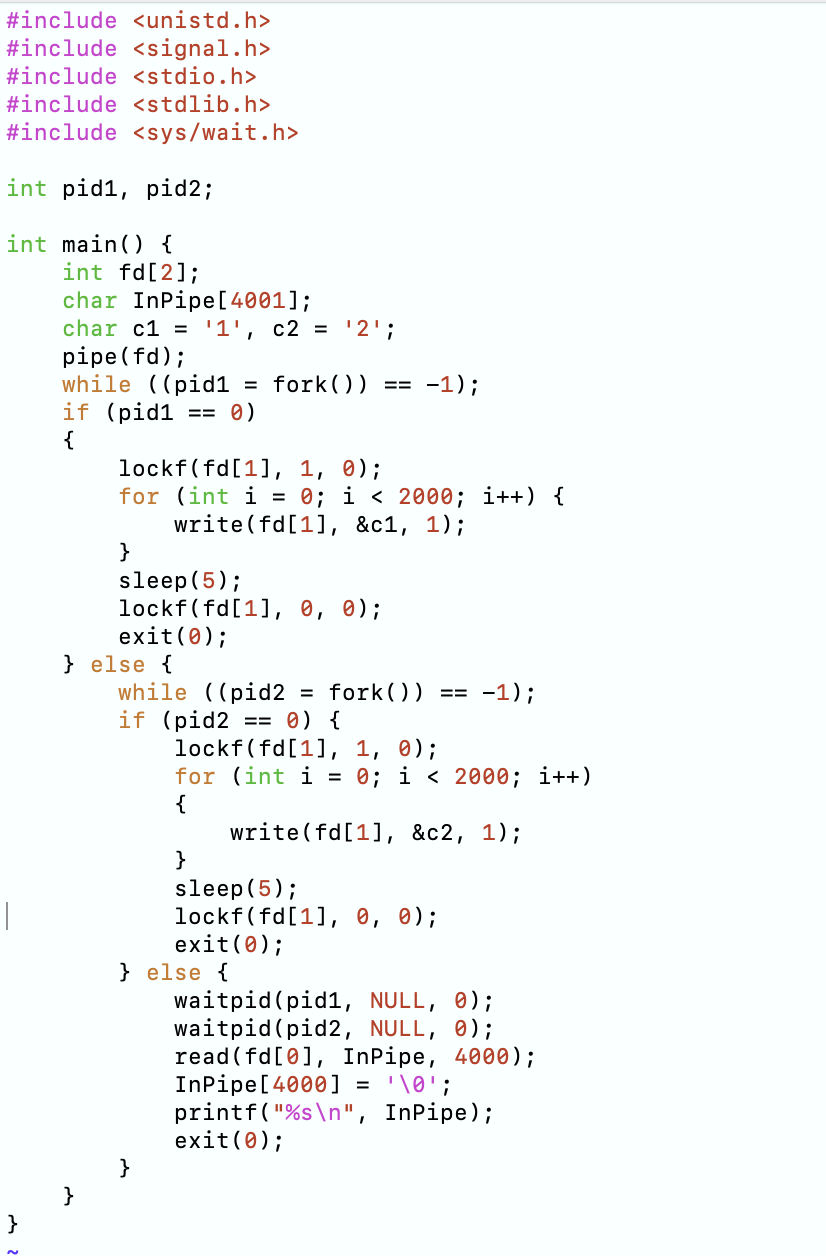 #include <unistd.h>
#include <signal.h>
#include <stdio.h>
#include <stdlib.h>
#include <sys/wait.h>

int pid1, pid2;

int main() {
    int fd[2];
    char InPipe[4001];
    char c1 = '1', c2 = '2';
    pipe(fd);
    while ((pid1 = fork()) == -1);
    if (pid1 == 0)
    {
        lockf(fd[1], 1, 0);
        for (int i = 0; i < 2000; i++) {
            write(fd[1], &c1, 1);
        }
        sleep(5);
        lockf(fd[1], 0, 0);
        exit(0);
    } else {
        while ((pid2 = fork()) == -1);
        if (pid2 == 0) {
            lockf(fd[1], 1, 0);
            for (int i = 0; i < 2000; i++)
            {
                write(fd[1], &c2, 1);
            }
            sleep(5);
            lockf(fd[1], 0, 0);
            exit(0);
        } else {
            waitpid(pid1, NULL, 0);
            waitpid(pid2, NULL, 0);
            read(fd[0], InPipe, 4000);
            InPipe[4000] = '\0';
            printf("%s\n", InPipe);
            exit(0);
        }
    }
}
~